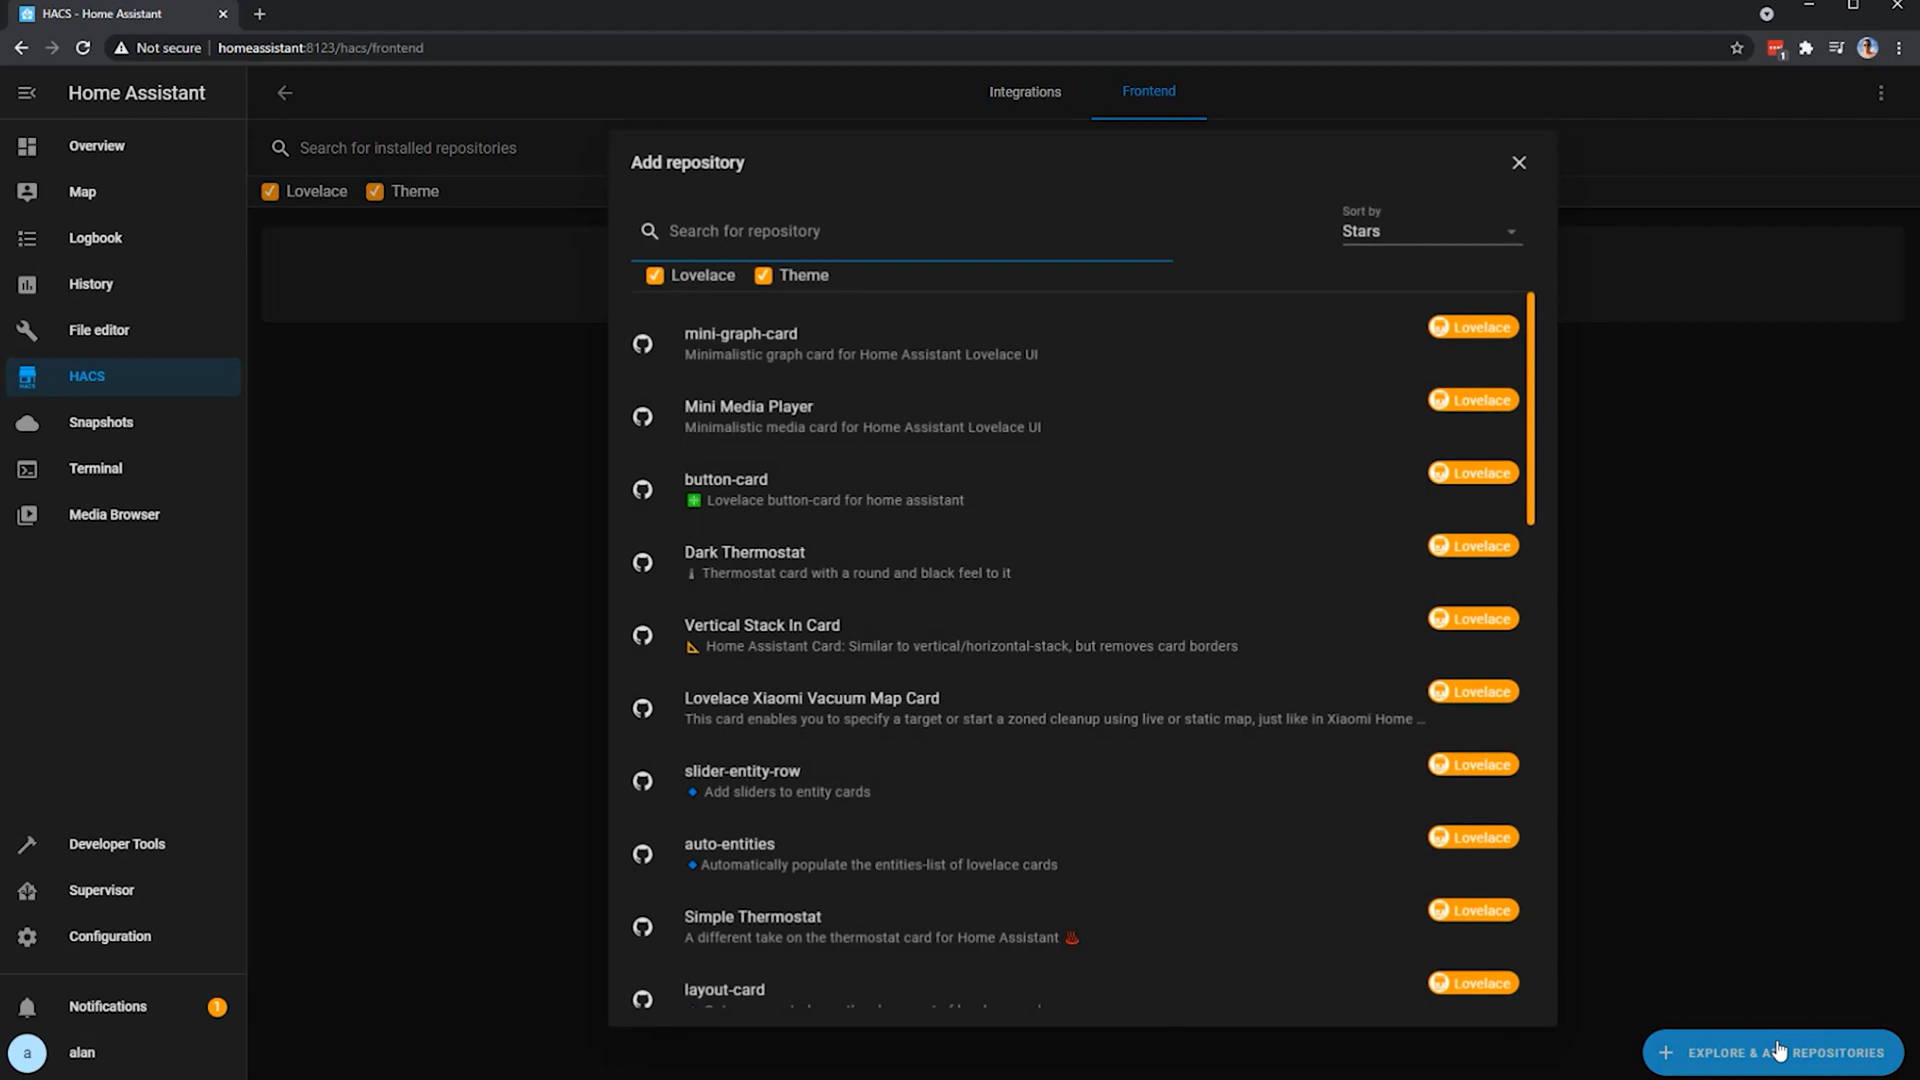 HACS - Home Assistant
Not secure
homeassistant:8123/hacs/frontend
1
Home Assistant
Integrations
Frontend
Overview
Map
Logbook
History
File editor
HACS
HACS
Snapshots
Terminal
Media Browser
Developer Tools
Supervisor
Configuration
Notifications
1
a
alan
Search for installed repositories
Lovelace
Theme
Add repository
Search for repository
Sort by
Stars
Lovelace
Theme
mini-graph-card
Minimalistic graph card for Home Assistant Lovelace UI
Lovelace
Mini Media Player
Minimalistic media card for Home Assistant Lovelace UI
Lovelace
button-card
Lovelace button-card for home assistant
Lovelace
Dark Thermostat
Thermostat card with a round and black feel to it
Lovelace
Vertical Stack In Card
Home Assistant Card: Similar to vertical/horizontal-stack, but removes card borders
Lovelace
Lovelace Xiaomi Vacuum Map Card
This card enables you to specify a target or start a zoned cleanup using live or static map, just like in Xiaomi Home ...
Lovelace
slider-entity-row
Add sliders to entity cards
Lovelace
auto-entities
Automatically populate the entities-list of lovelace cards
Lovelace
Simple Thermostat
A different take on the thermostat card for Home Assistant
Lovelace
layout-card
Lovelace
EXPLORE & REPOSITORIES